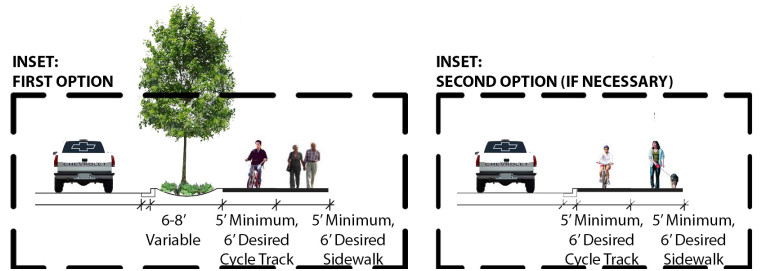 INSET:
FIRST OPTION
CHEVROLET
6-8’
Variable
5’ Minimum,
6’ Desired
Cycle Track
5’ Minimum,
6’ Desired
Sidewalk
INSET:
SECOND OPTION (IF NECESSARY)
CHEVROLET
5’ Minimum,
6’ Desired
Cycle Track
5’ Minimum,
6’ Desired
Sidewalk